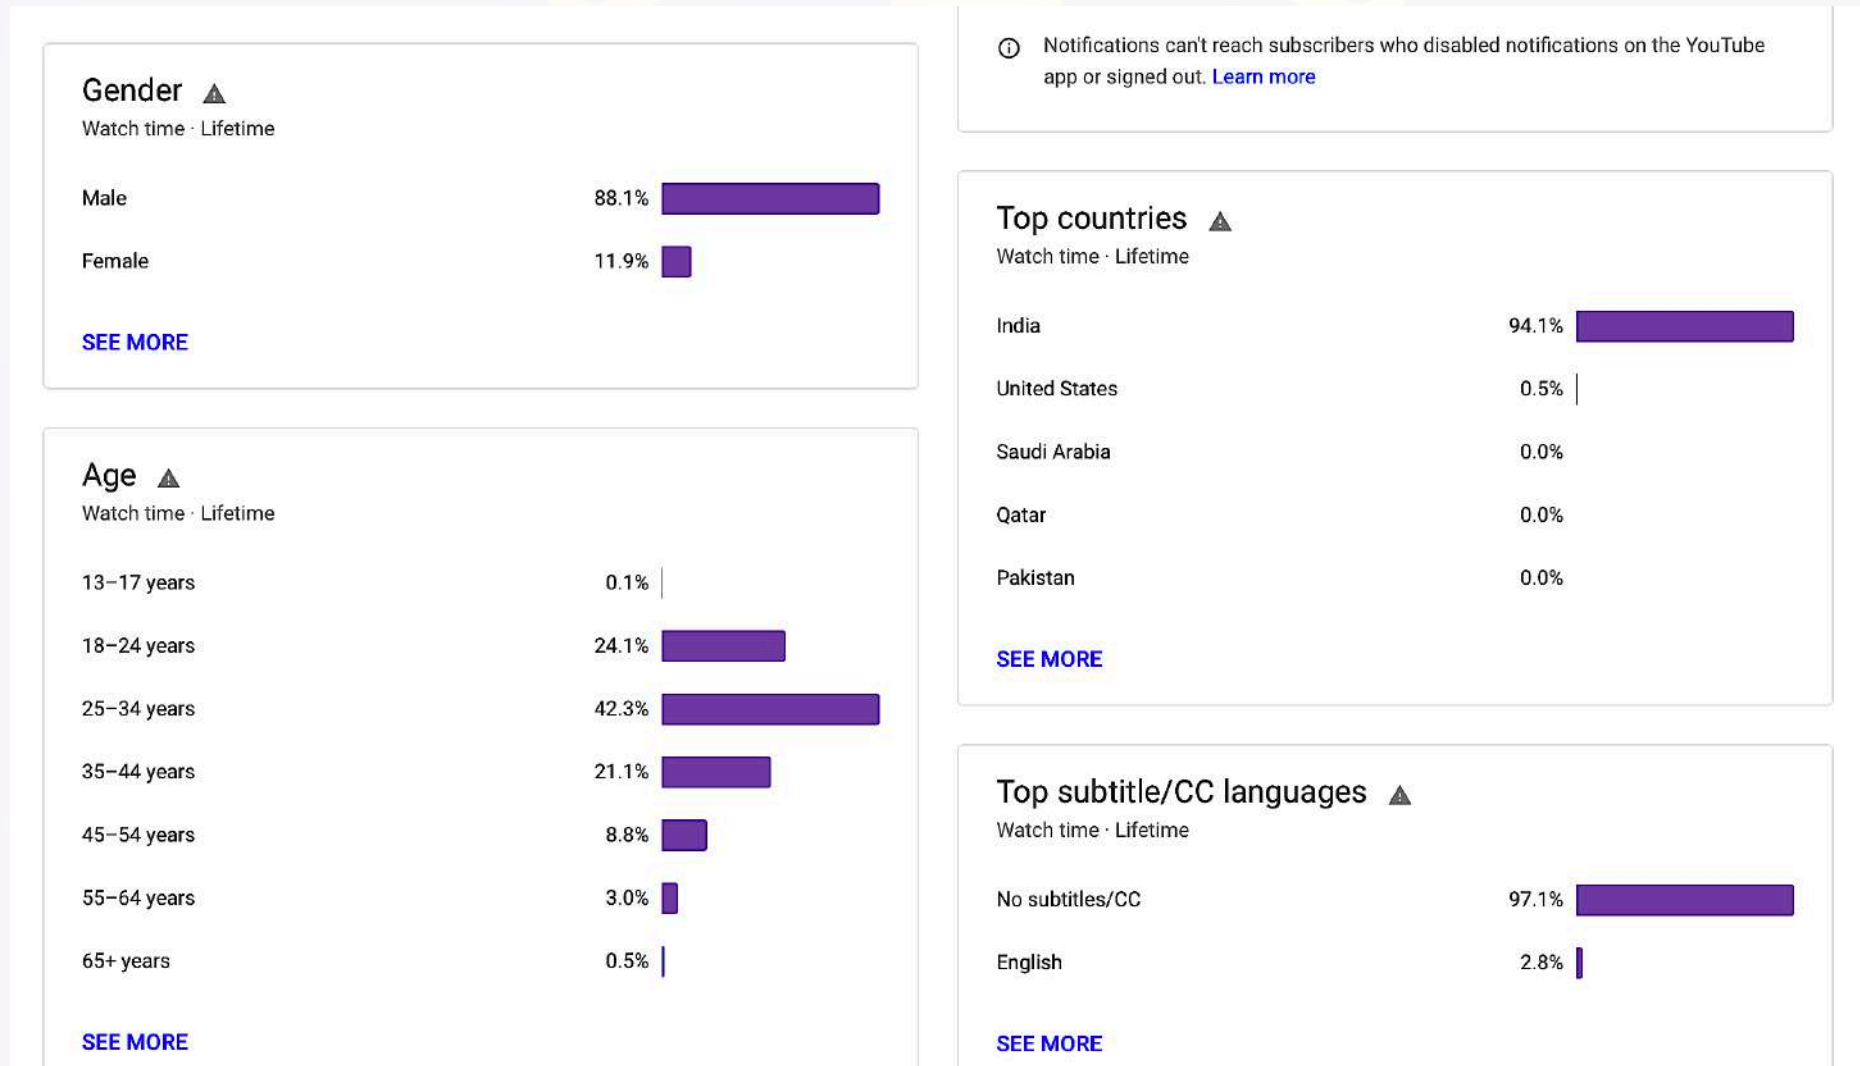 Gender
Watch time · Lifetime
Male 88.1%
Female 11.9%
SEE MORE
Age
Watch time · Lifetime
13–17 years 0.1%
18–24 years 24.1%
25–34 years 42.3%
35–44 years 21.1%
45–54 years 8.8%
55–64 years 3.0%
65+ years 0.5%
SEE MORE
Notifications can't reach subscribers who disabled notifications on the YouTube
app or signed out. Learn more
Top countries
Watch time · Lifetime
India 94.1%
United States 0.5%
Saudi Arabia 0.0%
Qatar 0.0%
Pakistan 0.0%
SEE MORE
Top subtitle/CC languages
Watch time · Lifetime
No subtitles/CC 97.1%
English 2.8%
SEE MORE